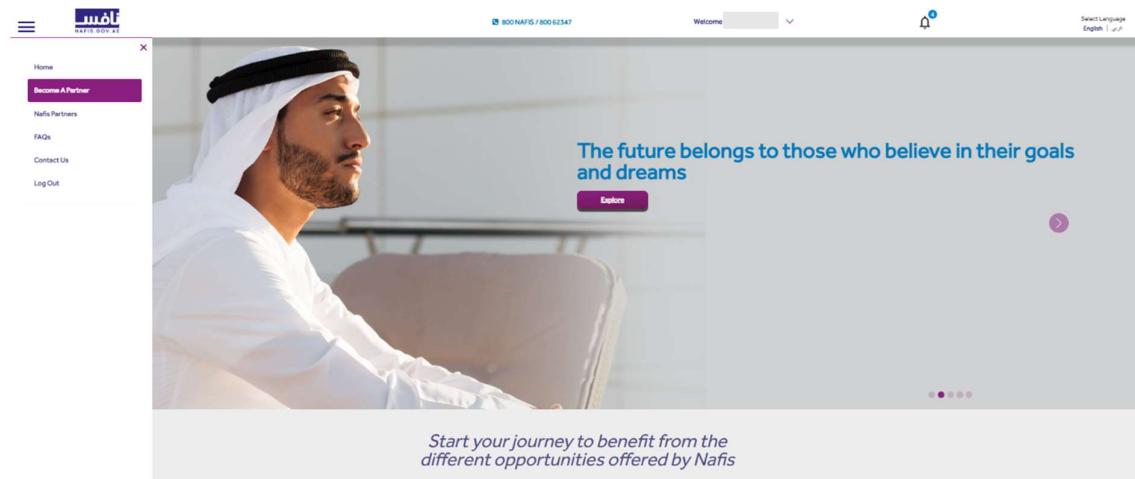 نافس
NAFIS.GOV.AE
800 NAFIS / 800 62347
Welcome
4
Select Language
English | عربي
Home
Become A Partner
Nafis Partners
FAQs
Contact Us
Log Out
The future belongs to those who believe in their goals
and dreams
Explore
Start your journey to benefit from the
different opportunities offered by Nafis